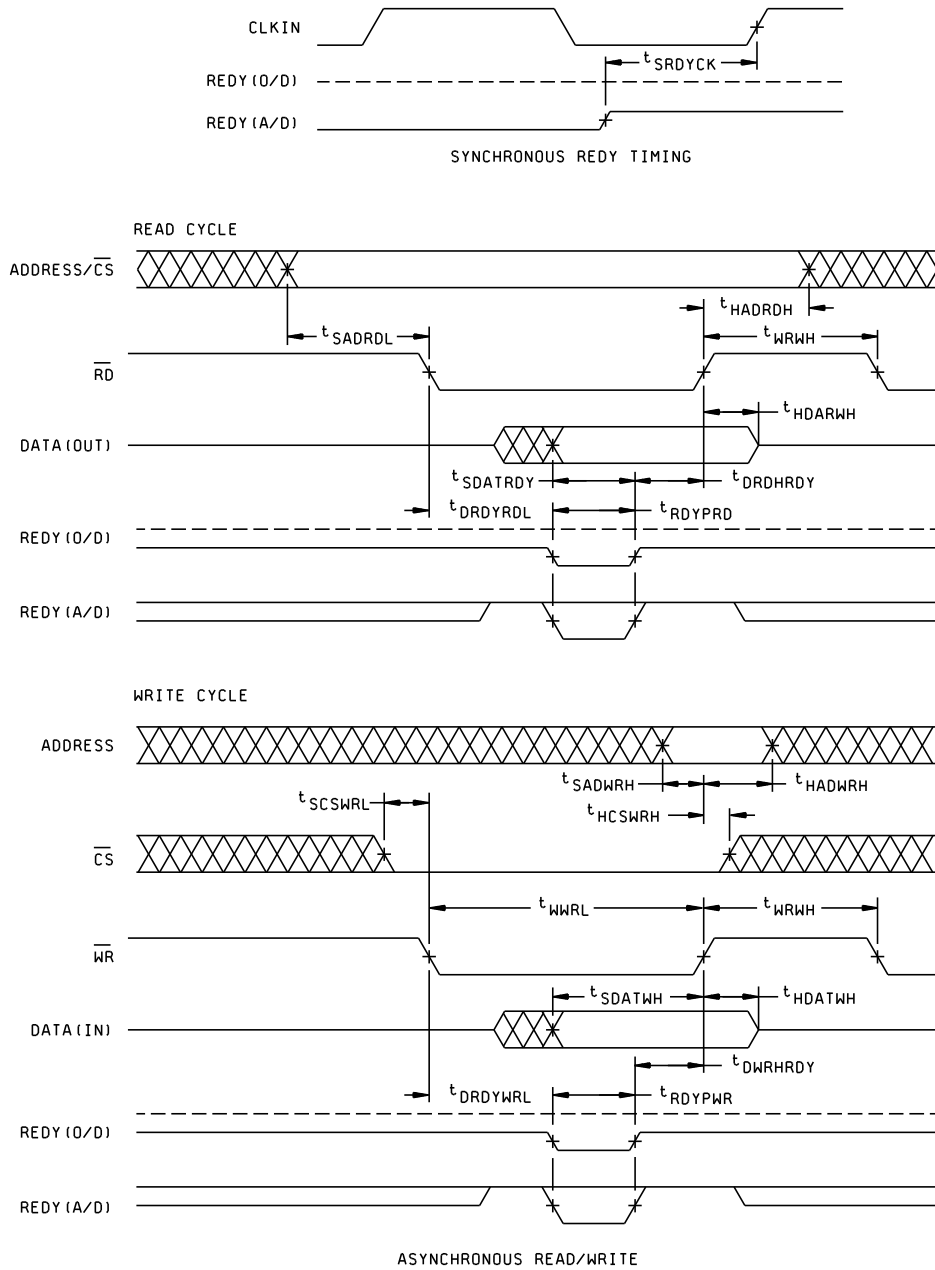 CLKIN
tSRDYCK
REDY(O/D)
REDY(A/D)
SYNCHRONOUS REDY TIMING
READ CYCLE
ADDRESS/CS
tHADRDH
tSADRDL
tWRWH
RD
tHDARWH
DATA(OUT)
tSDATRDY
tDRDHRDY
tDRDYRDL
tRDYPRD
REDY(O/D)
REDY(A/D)
WRITE CYCLE
ADDRESS
tSADWRH
tHADWRH
tSCSWRL
tHCSWRH
CS
tWWRL
tWRWH
WR
tSDATWH
tHDATWH
DATA(IN)
tDWRHRDY
tDRDYWRL
tRDYPWR
REDY(O/D)
REDY(A/D)
ASYNCHRONOUS READ/WRITE